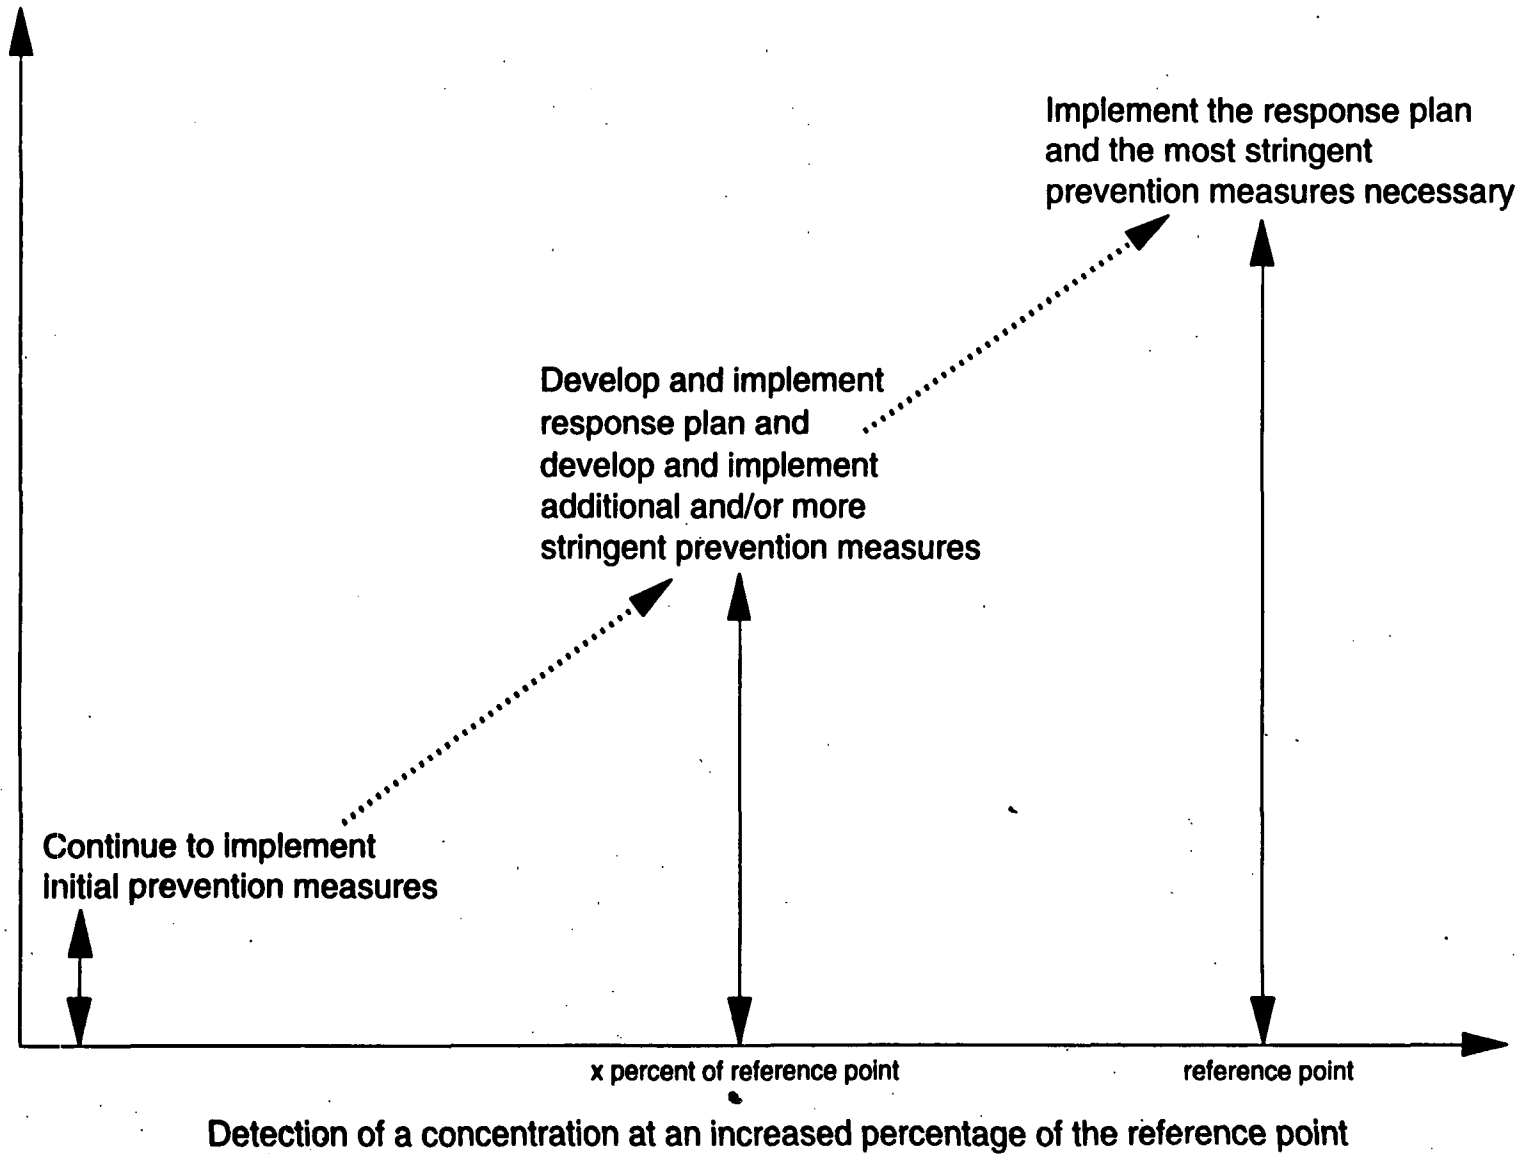 Implement the response plan
and the most stringent
prevention measures necessary
Develop and implement
response plan and
develop and implement
additional and/or more
stringent prevention measures
Continue to implement
initial prevention measures
x percent of reference point
reference point
Detection of a concentration at an increased percentage of the reference point